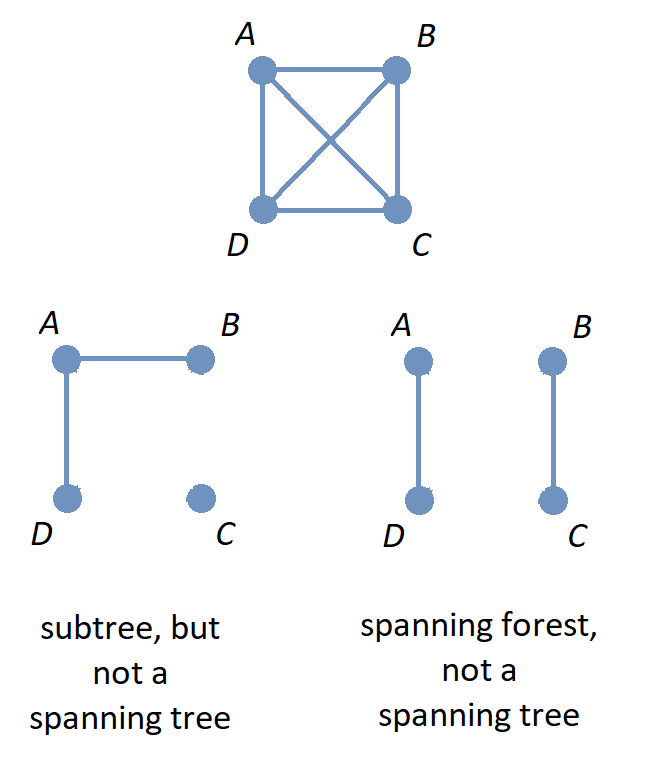 A B
D C
A B
D C
A B
D C
subtree, but
not a
spanning tree
spanning forest,
not a
spanning tree